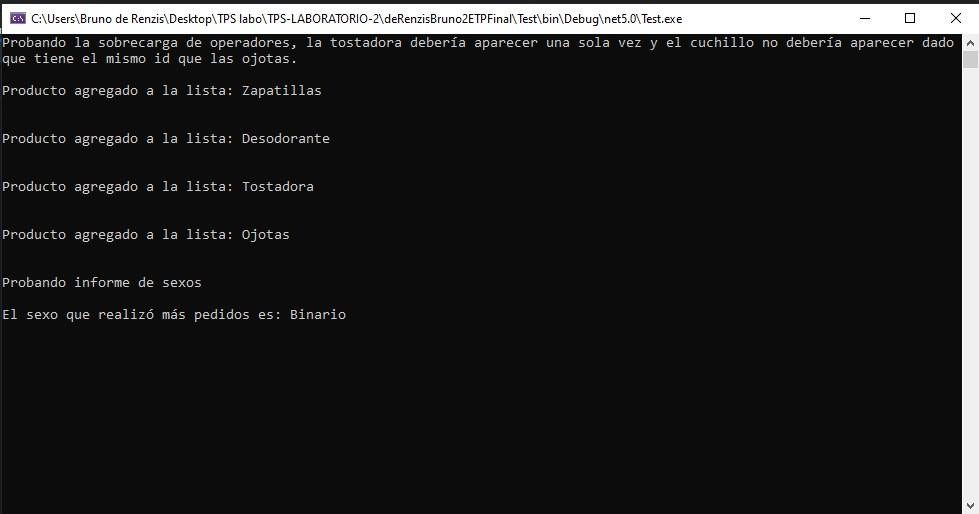 C:\Users\Bruno de Renzis\Desktop\TPS labo\TPS-LABORATORIO-2\deRenzisBruno2ETPFinal\Test\bin\Debug\net5.0\Test.exe
Probando la sobrecarga de operadores, la tostadora debería aparecer una sola vez y el cuchillo no debería aparecer dado
que tiene el mismo id que las ojotas.
Producto agregado a la lista: Zapatillas
Producto agregado a la lista: Desodorante
Producto agregado a la lista: Tostadora
Producto agregado a la lista: Ojotas
Probando informe de sexos
El sexo que realizó más pedidos es: Binario